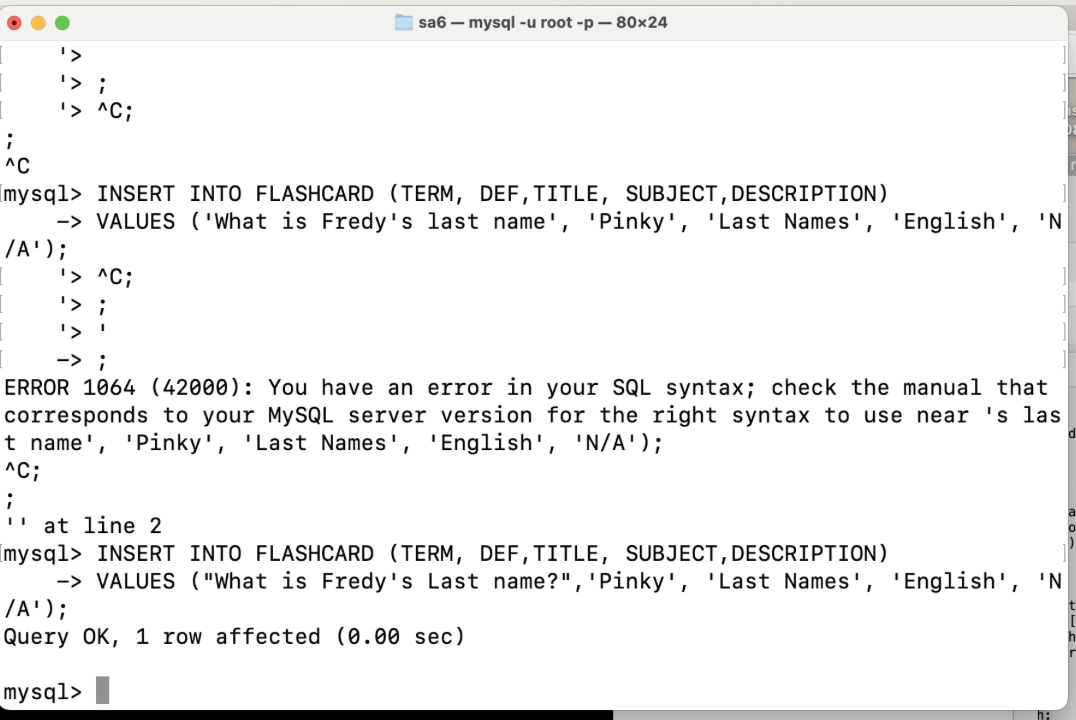 sa6 — mysql -u root -p — 80×24
'>
'> ;
'> ^C;
;
^C
mysql> INSERT INTO FLASHCARD (TERM, DEF,TITLE, SUBJECT,DESCRIPTION)
-> VALUES ('What is Fredy's last name', 'Pinky', 'Last Names', 'English', 'N
/A');
'> ^C;
'> ;
'> '
-> ;
ERROR 1064 (42000): You have an error in your SQL syntax; check the manual that
corresponds to your MySQL server version for the right syntax to use near 's las
t name', 'Pinky', 'Last Names', 'English', 'N/A');
^C;
;
'' at line 2
mysql> INSERT INTO FLASHCARD (TERM, DEF,TITLE, SUBJECT,DESCRIPTION)
-> VALUES ("What is Fredy's Last name?",'Pinky', 'Last Names', 'English', 'N
/A');
Query OK, 1 row affected (0.00 sec)
mysql>
h;